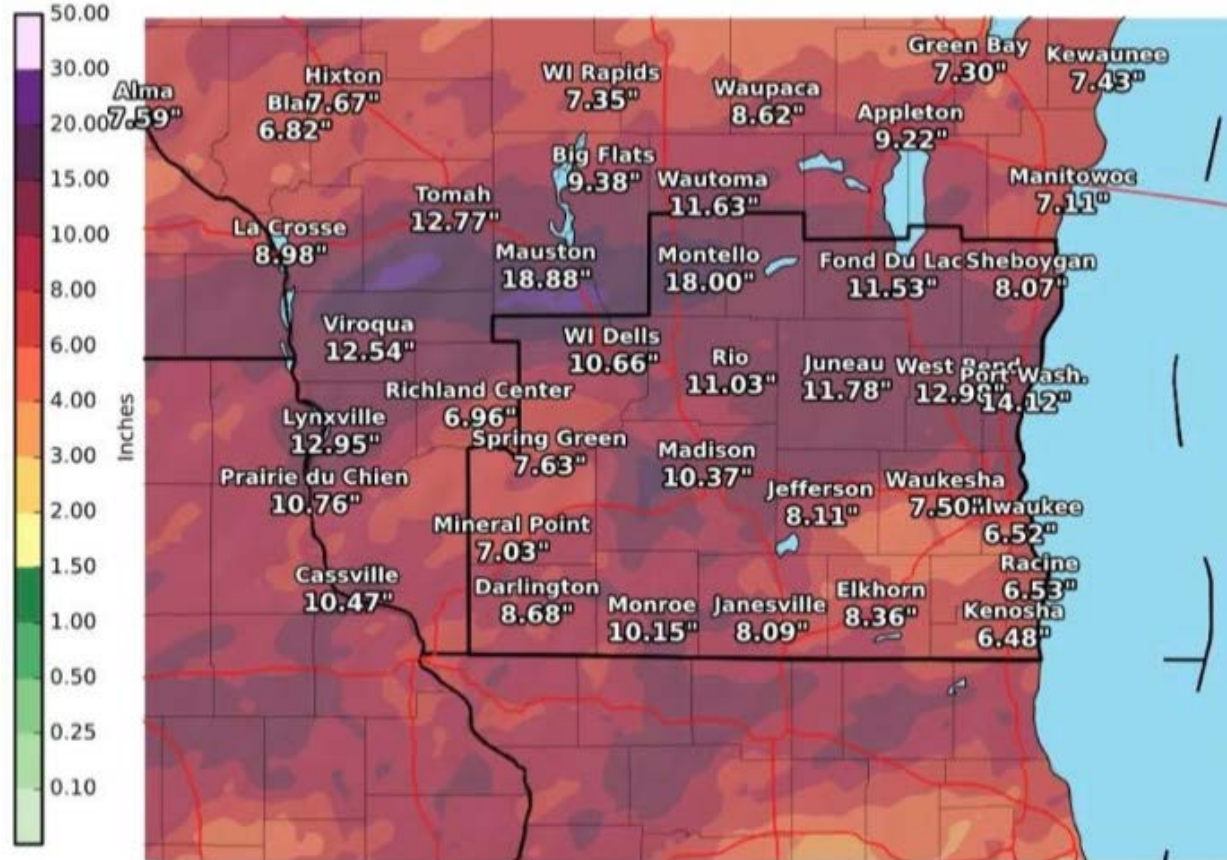 50.00
30.00
20.00
15.00
10.00
8.00
6.00
4.00
3.00
2.00
1.50
1.00
0.50
0.25
0.10
Inches
Alma
7.59"
Hixton
7.67"
6.82"
WI Rapids
7.35"
Waupaca
8.62"
Green Bay
7.30"
Kewaunee
7.43"
Appleton
9.22"
Big Flats
9.38"
Tomah
12.77"
Wautoma
11.63"
Manitowoc
7.11"
La Crosse
8.98"
Mauston
18.88"
Montello
18.00"
Fond Du Lac
11.53"
Sheboygan
8.07"
Viroqua
12.54"
WI Dells
10.66"
Rio
11.03"
Juneau
11.78"
West Bend
12.98"
Port Wash.
14.12"
Richland Center
6.96"
Lynxville
12.95"
Spring Green
7.63"
Madison
10.37"
Prairie du Chien
10.76"
Jefferson
8.11"
Waukesha
7.50"
6.52"
Mineral Point
7.03"
Cassville
10.47"
Darlington
8.68"
Monroe
10.15"
Janesville
8.09"
Elkhorn
8.36"
Racine
6.53"
Kenosha
6.48"